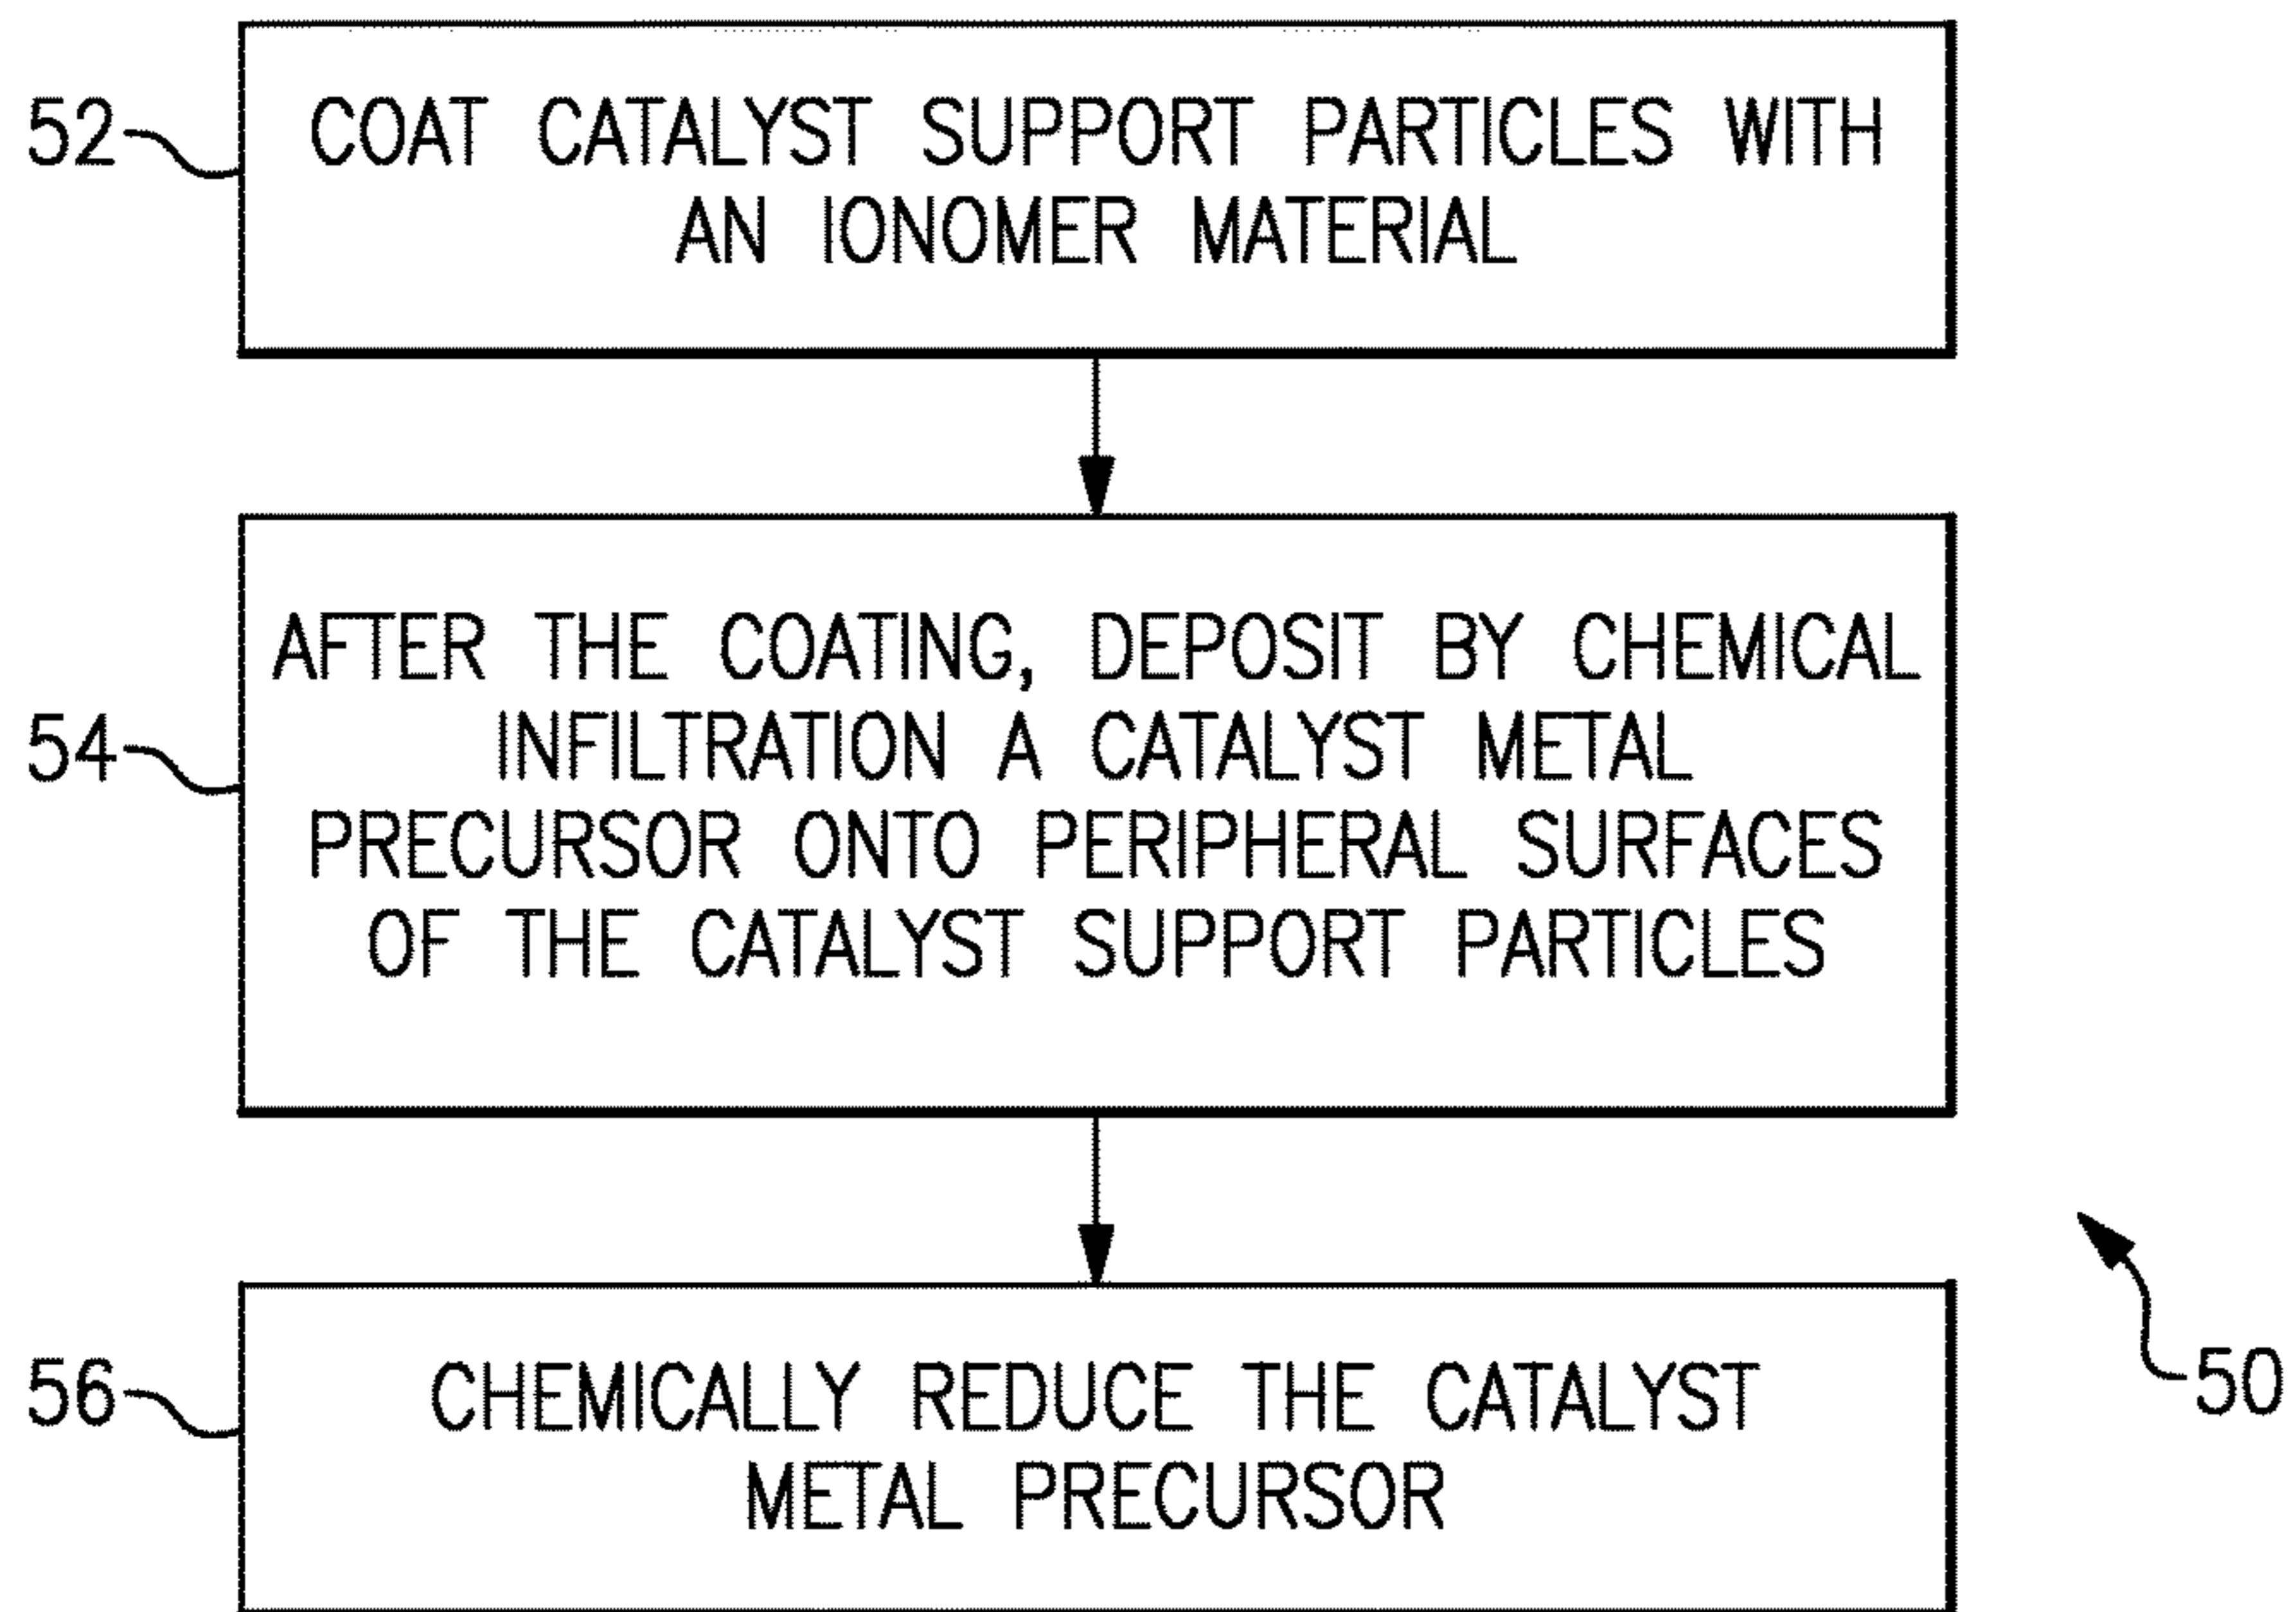 52
COAT CATALYST SUPPORT PARTICLES WITH
AN IONOMER MATERIAL
54
AFTER THE COATING, DEPOSIT BY CHEMICAL
INFILTRATION A CATALYST METAL
PRECURSOR ONTO PERIPHERAL SURFACES
OF THE CATALYST SUPPORT PARTICLES
56
CHEMICALLY REDUCE THE CATALYST
METAL PRECURSOR
50